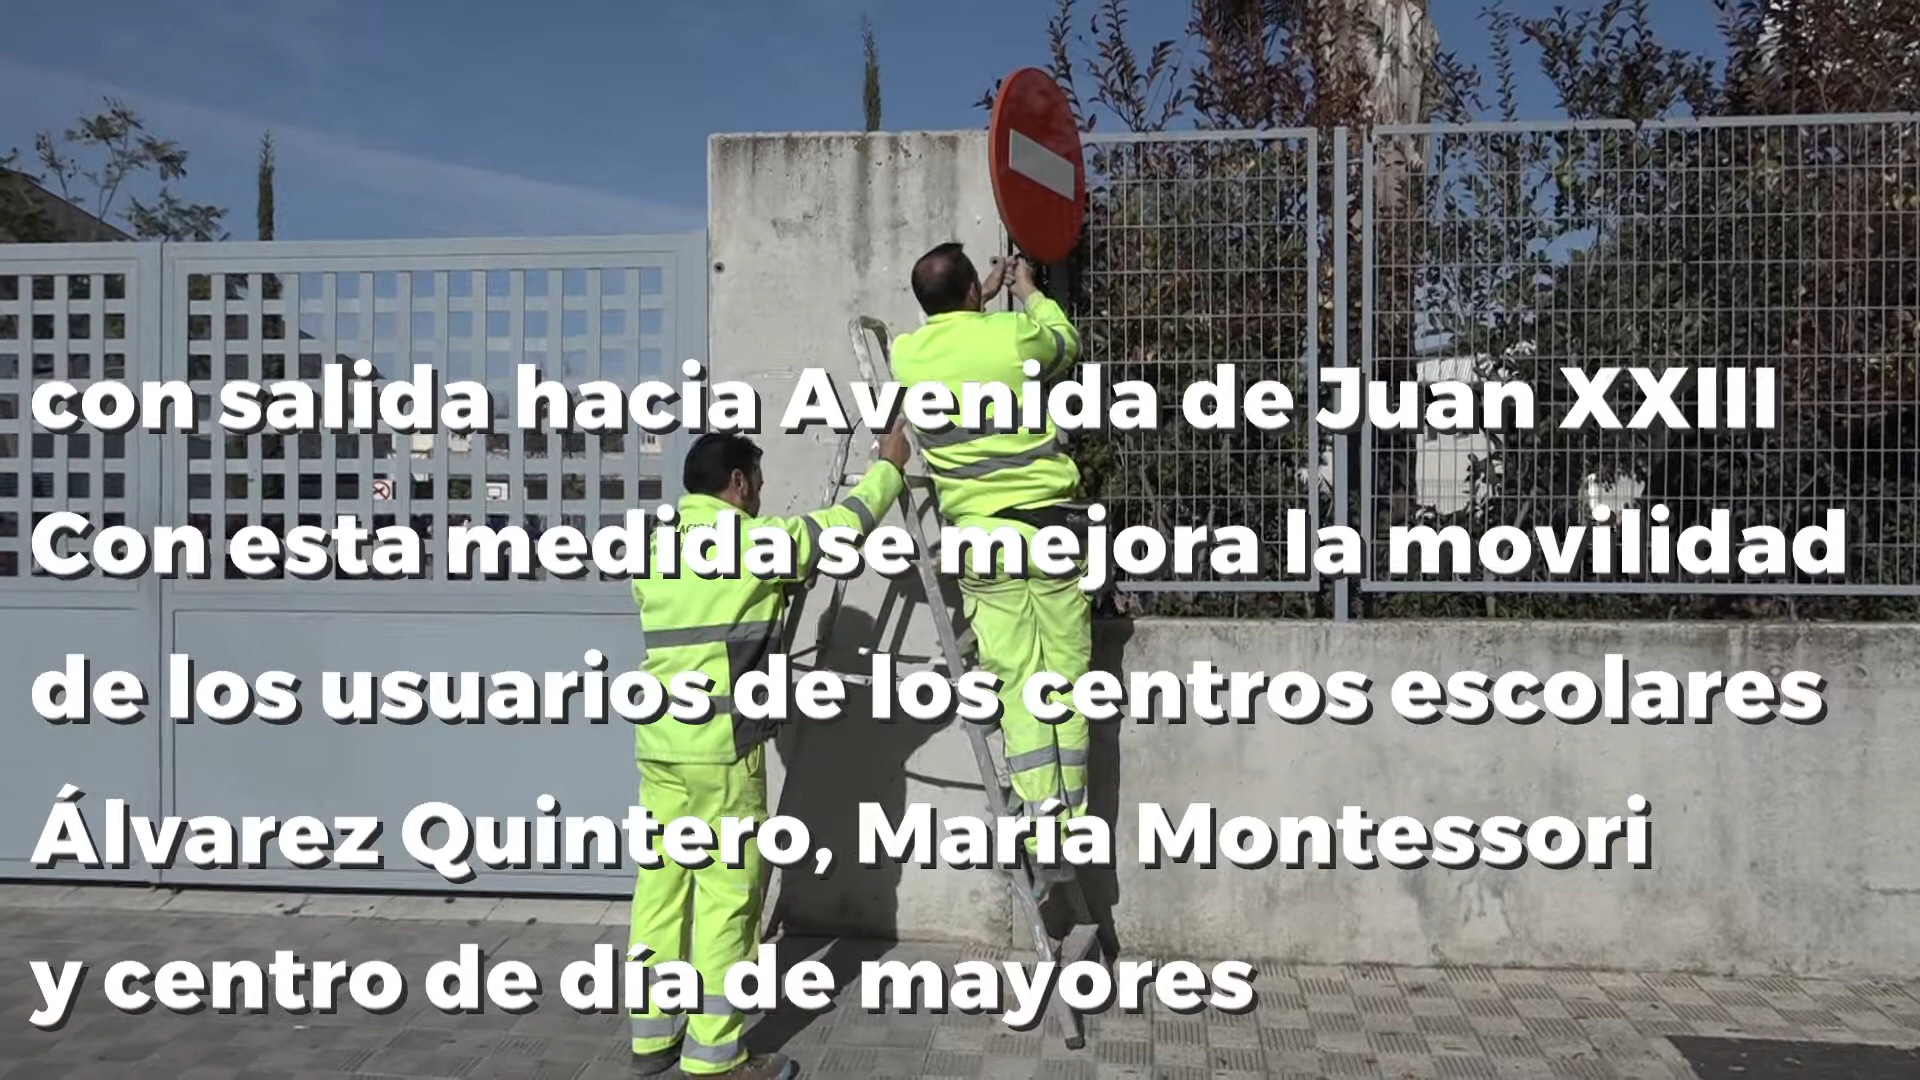 con salida hacia Avenida de Juan XXIII
Con esta medida se mejora la movilidad
de los usuarios de los centros escolares
Álvarez Quintero, María Montessori
y centro de día de mayores